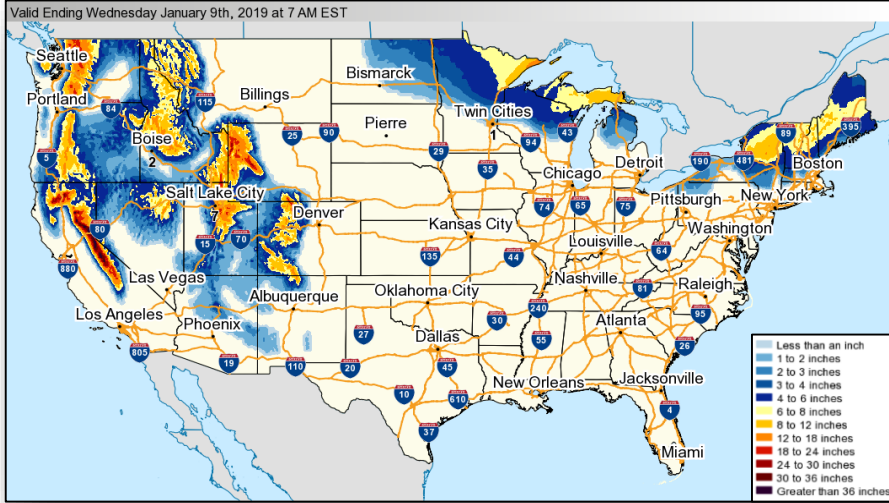 Valid Ending Wednesday January 9th, 2019 at 7 AM EST
Seattle
Portland
84
115
Billings
Bismarck
Twin Cities
1
Boise
2
25
90
Pierre
29
94
43
89
395
5
35
Chicago
Detroit
190
481
Boston
Salt Lake City
7
Denver
74
65
75
Pittsburgh
New York
80
15
70
Kansas City
Louisville
Washington
880
135
44
64
Las Vegas
Albuquerque
Oklahoma City
Nashville
81
Raleigh
Los Angeles
Phoenix
27
30
240
Atlanta
95
805
19
110
20
Dallas
45
55
26
10
610
New Orleans
Jacksonville
37
4
Miami
Less than an inch
1 to 2 inches
2 to 3 inches
3 to 4 inches
4 to 6 inches
6 to 8 inches
8 to 12 inches
12 to 18 inches
18 to 24 inches
24 to 30 inches
30 to 36 inches
Greater than 36 inches